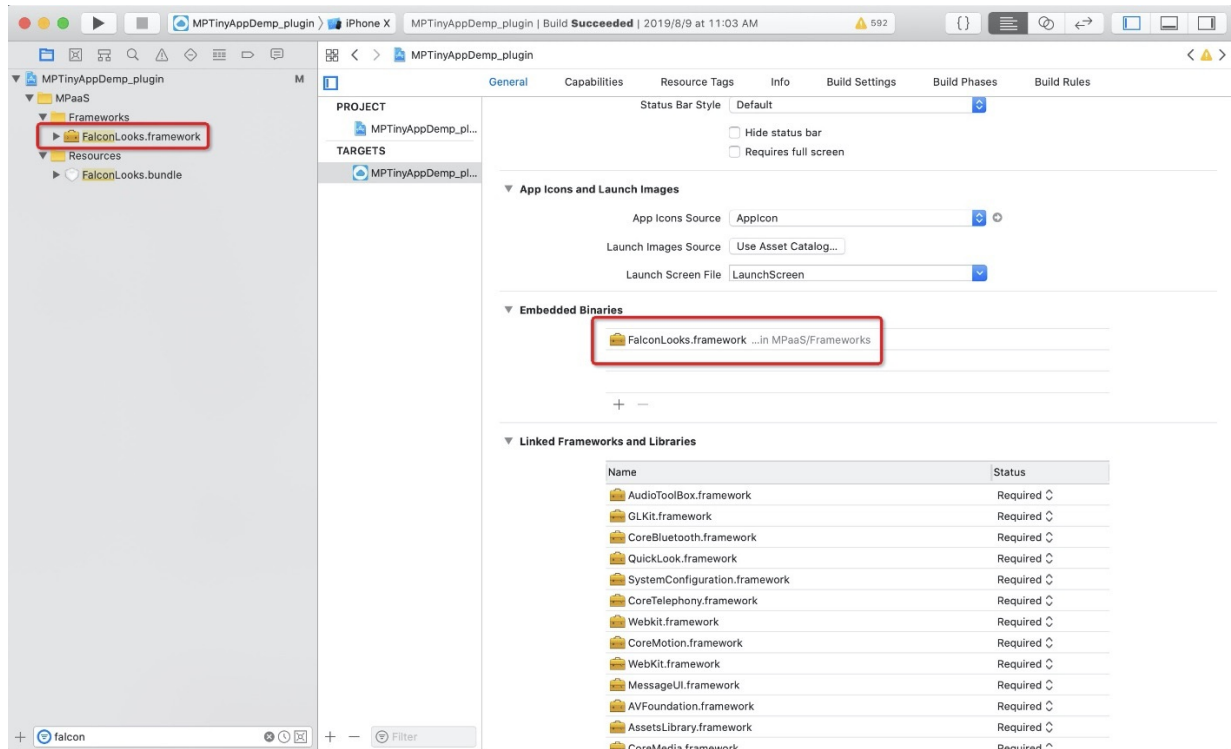 MPTinyAppDemp_plugin 〉 iPhone X
MPTinyAppDemp_plugin | Build Succeeded | 2019/8/9 at 11:03 AM
592
MPTinyAppDemp_plugin M
MPaaS
Frameworks
FalconLooks.framework
Resources
FalconLooks.bundle
falcon
MPTinyAppDemp_plugin
General Capabilities Resource Tags Info Build Settings Build Phases Build Rules
PROJECT
MPTinyAppDemp_pl...
TARGETS
MPTinyAppDemp_pl...
Filter
Status Bar Style Default
Hide status bar
Requires full screen
App Icons and Launch Images
App Icons Source AppIcon
Launch Images Source Use Asset Catalog...
Launch Screen File LaunchScreen
Embedded Binaries
FalconLooks.framework ...in MPaaS/Frameworks
Linked Frameworks and Libraries
Name Status
AudioToolBox.framework Required
GLKit.framework Required
CoreBluetooth.framework Required
QuickLook.framework Required
SystemConfiguration.framework Required
CoreTelephony.framework Required
Webkit.framework Required
CoreMotion.framework Required
WebKit.framework Required
MessageUI.framework Required
AVFoundation.framework Required
AssetsLibrary.framework Required
CoreMedia.framework Required